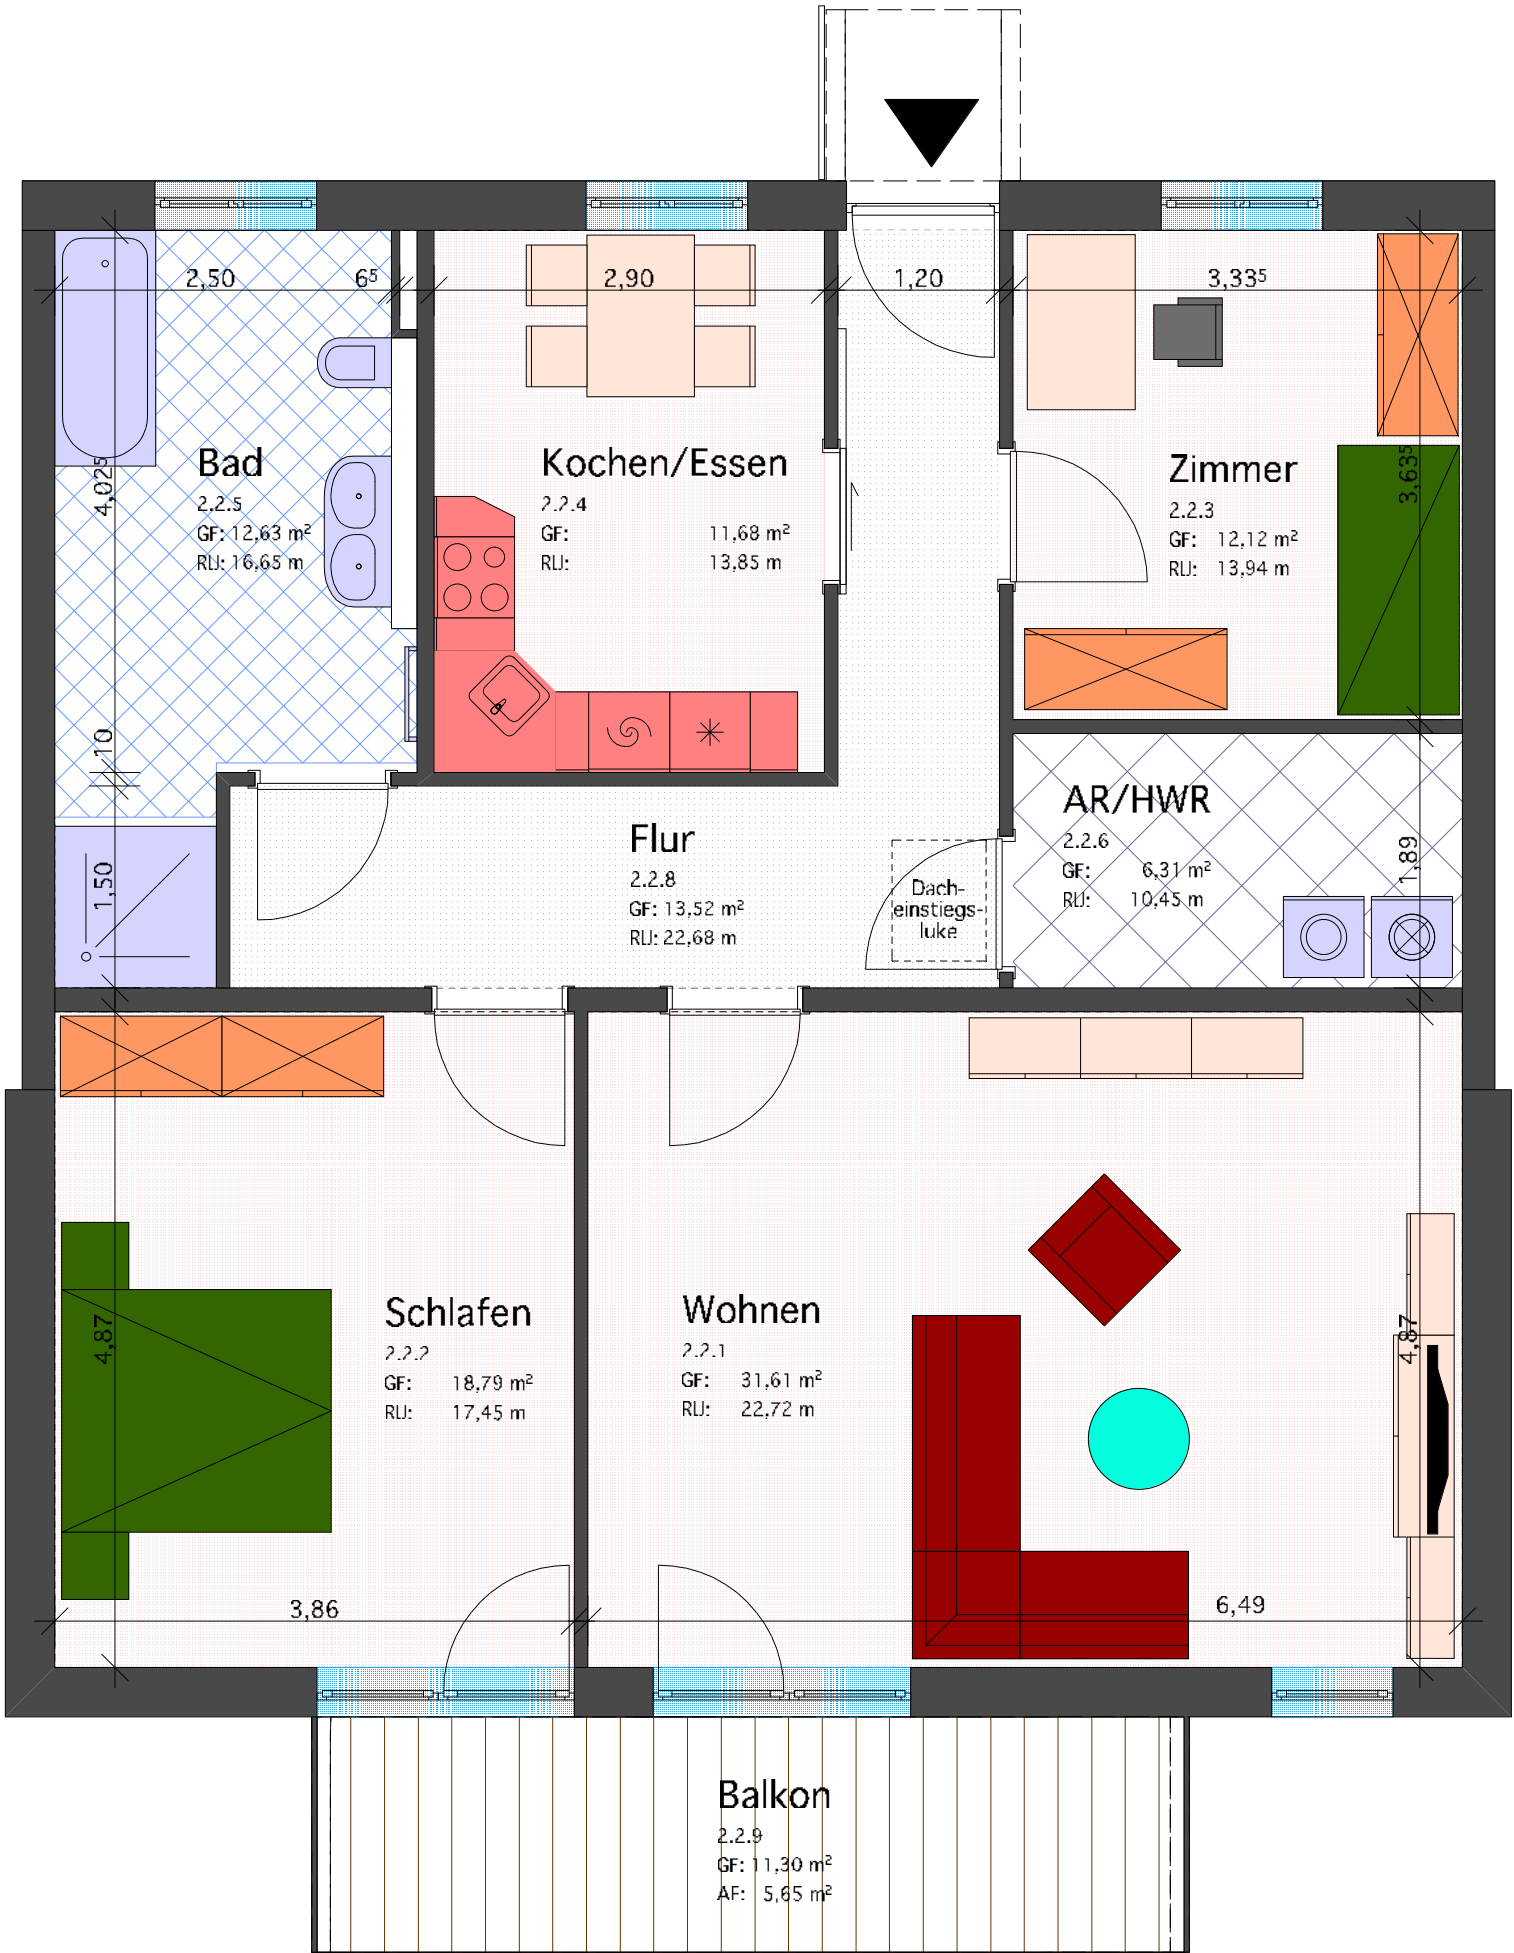 2,50
6⁵
2,90
1,20
3,33⁵
Bad
2.2.5
GF: 12,63 m²
RU: 16,65 m
4,02⁵
Kochen/Essen
2.2.4
GF: 11,68 m²
RU: 13,85 m
Zimmer
2.2.3
GF: 12,12 m²
RU: 13,94 m
3,63⁵
10
AR/HWR
2.2.6
GF: 6,31 m²
RU: 10,45 m
1,89
Flur
2.2.8
GF: 13,52 m²
RU: 22,68 m
Dach-
einstiegs-
luke
1,50
Schlafen
2.2.2
GF: 18,79 m²
RU: 17,45 m
4,87
Wohnen
2.2.1
GF: 31,61 m²
RU: 22,72 m
4,87
3,86
6,49
Balkon
2.2.9
GF: 11,30 m²
AF: 5,65 m²